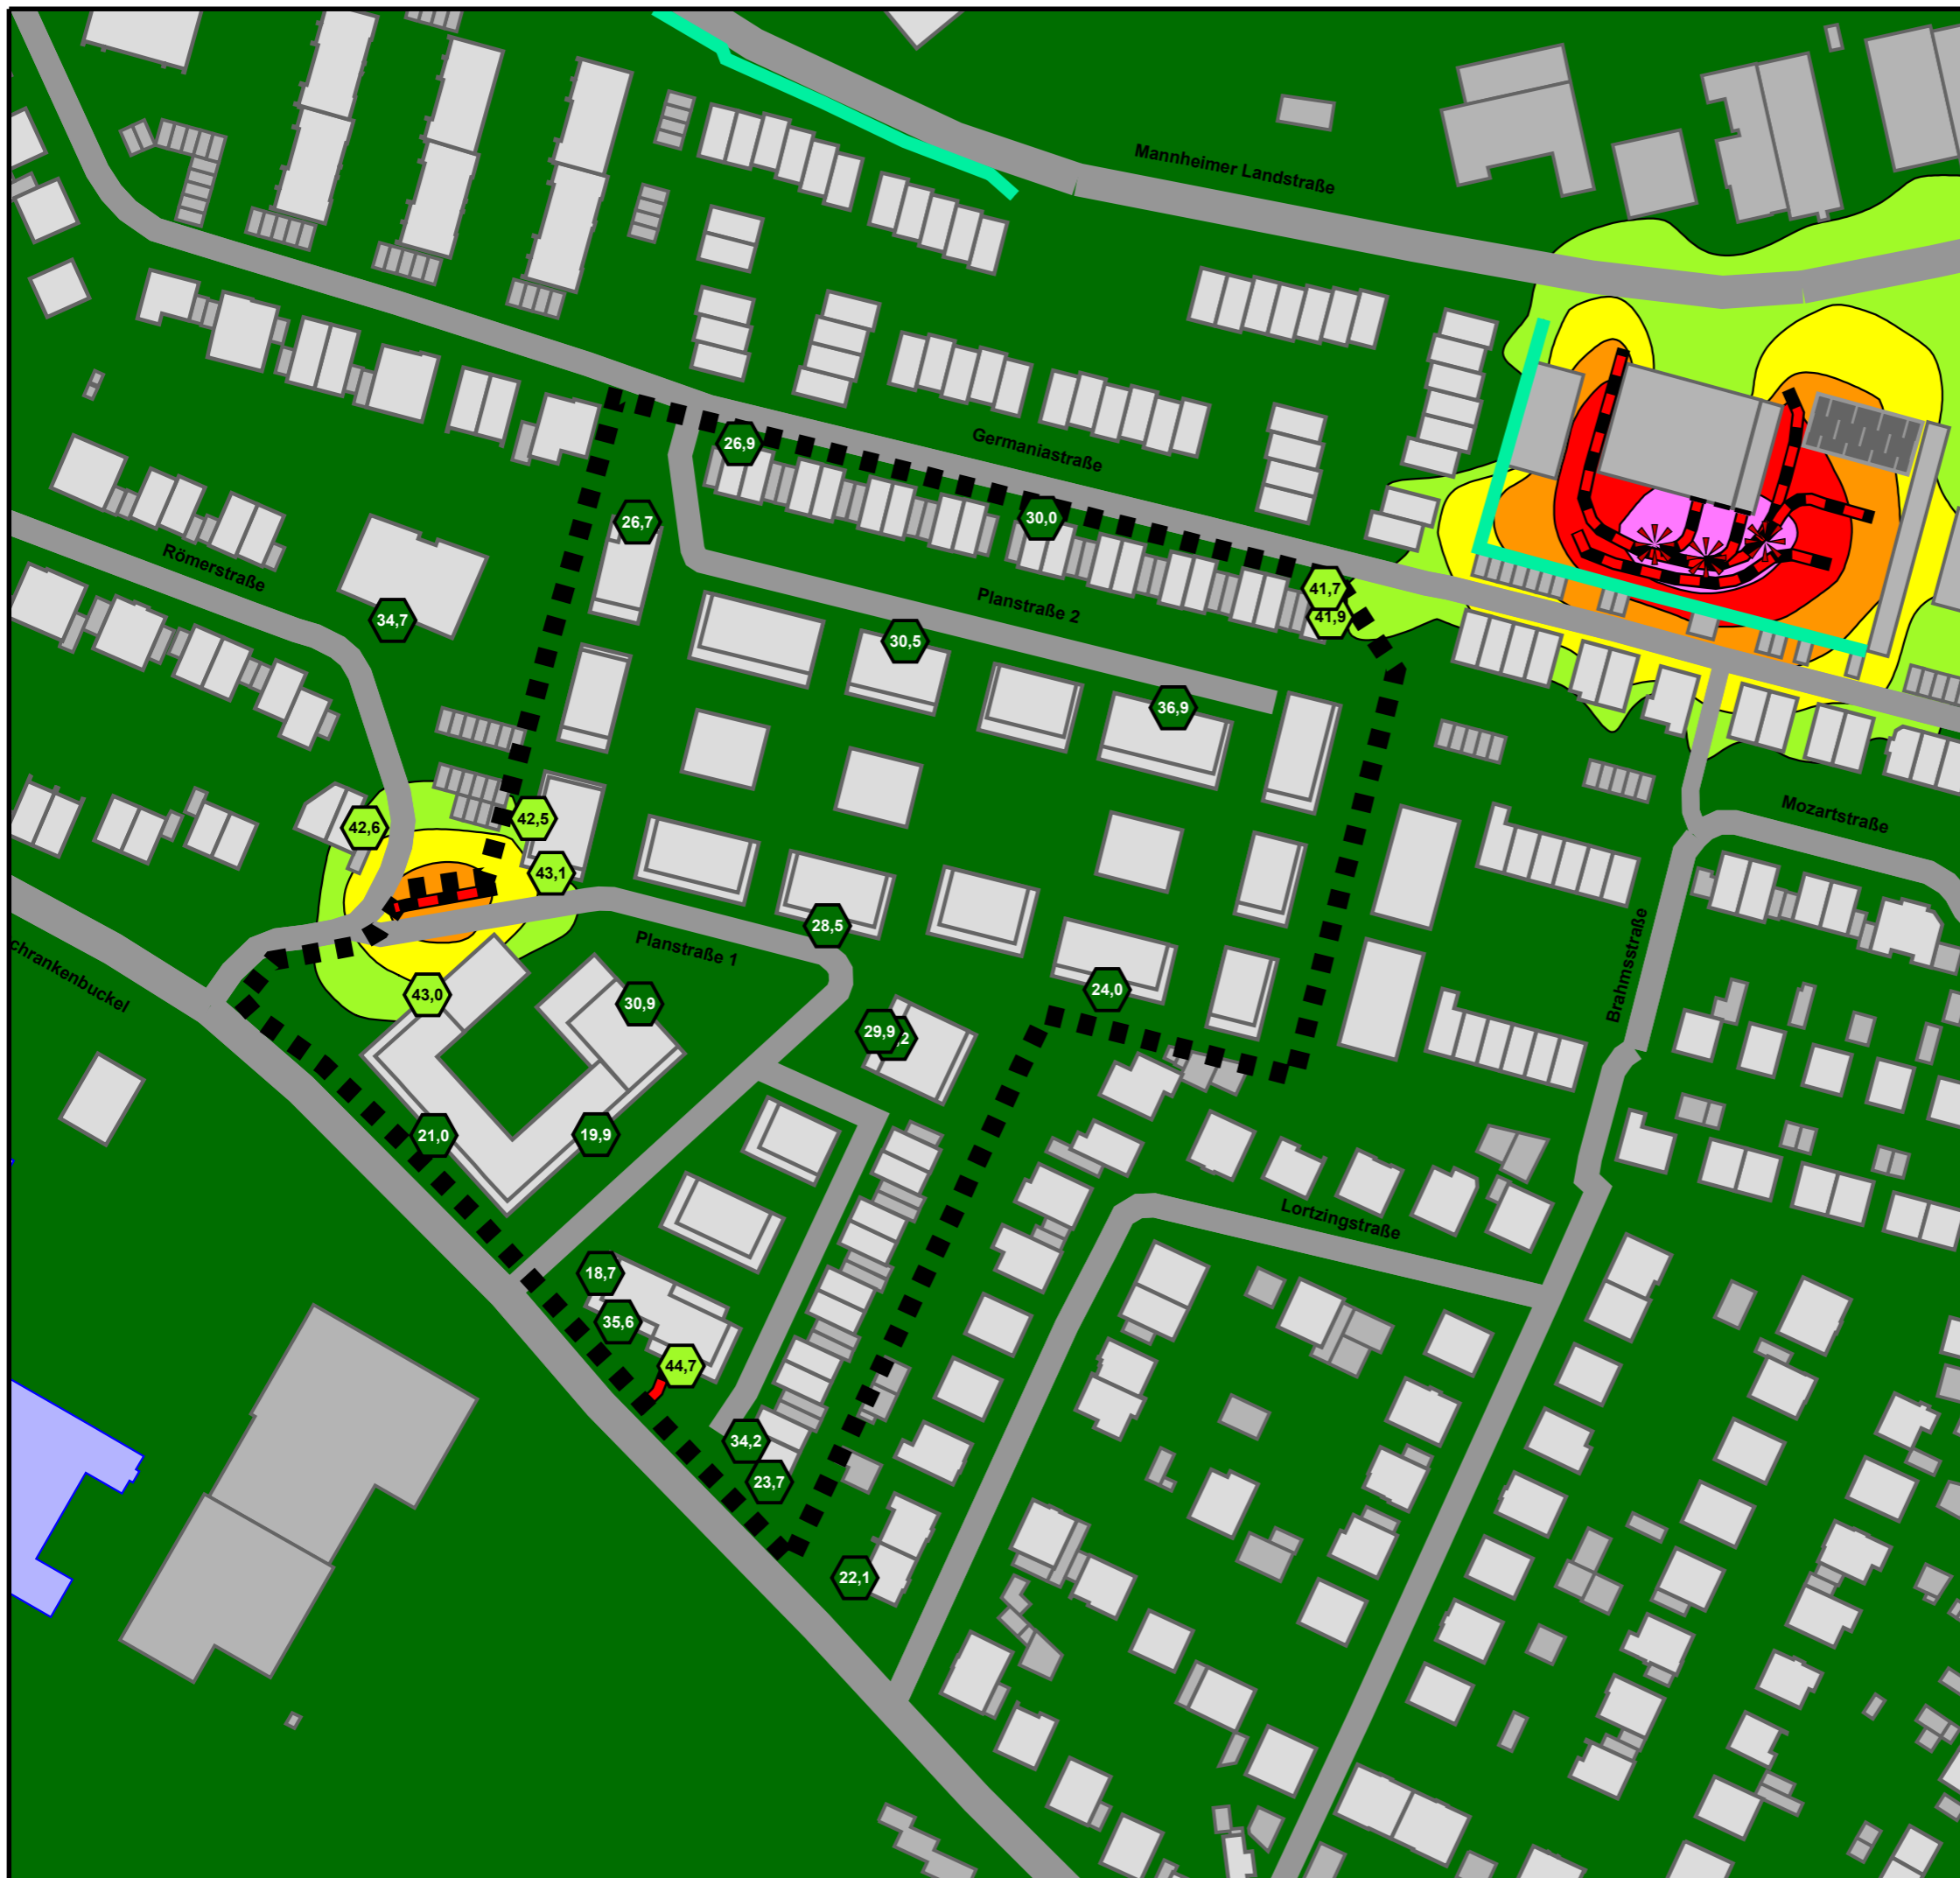 Mannheimer Landstraße
26,9
Germaniastraße
30,0
26,7
Römerstraße
41,7
41,9
Planstraße 2
34,7
30,5
36,9
Mozartstraße
42,5
42,6
43,1
28,5
Planstraße 1
Brahmsstraße
chrankenbuckel
24,0
43,0
30,9
29,9
21,0
19,9
Lortzingstraße
18,7
35,6
44,7
34,2
23,7
22,1